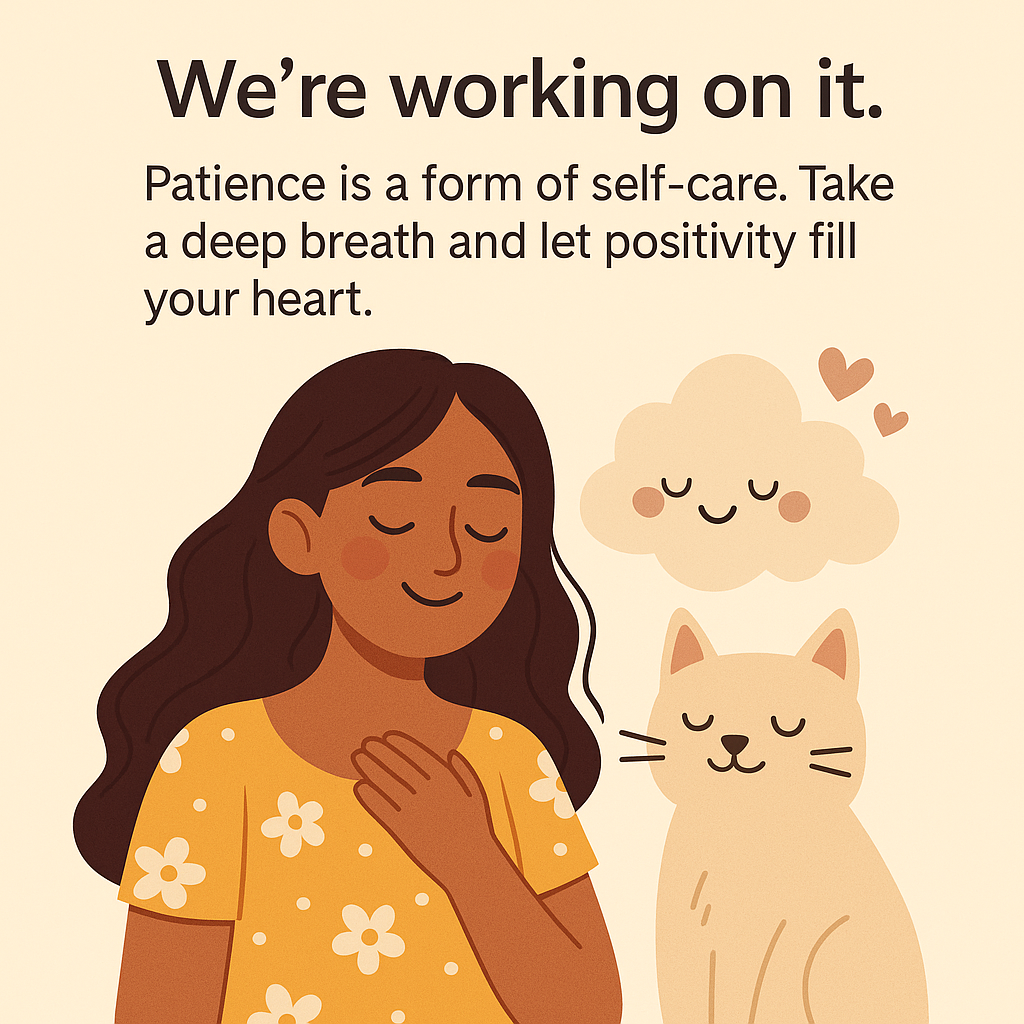 We’re working on it.
Patience is a form of self-care. Take
a deep breath and let positivity fill
your heart.